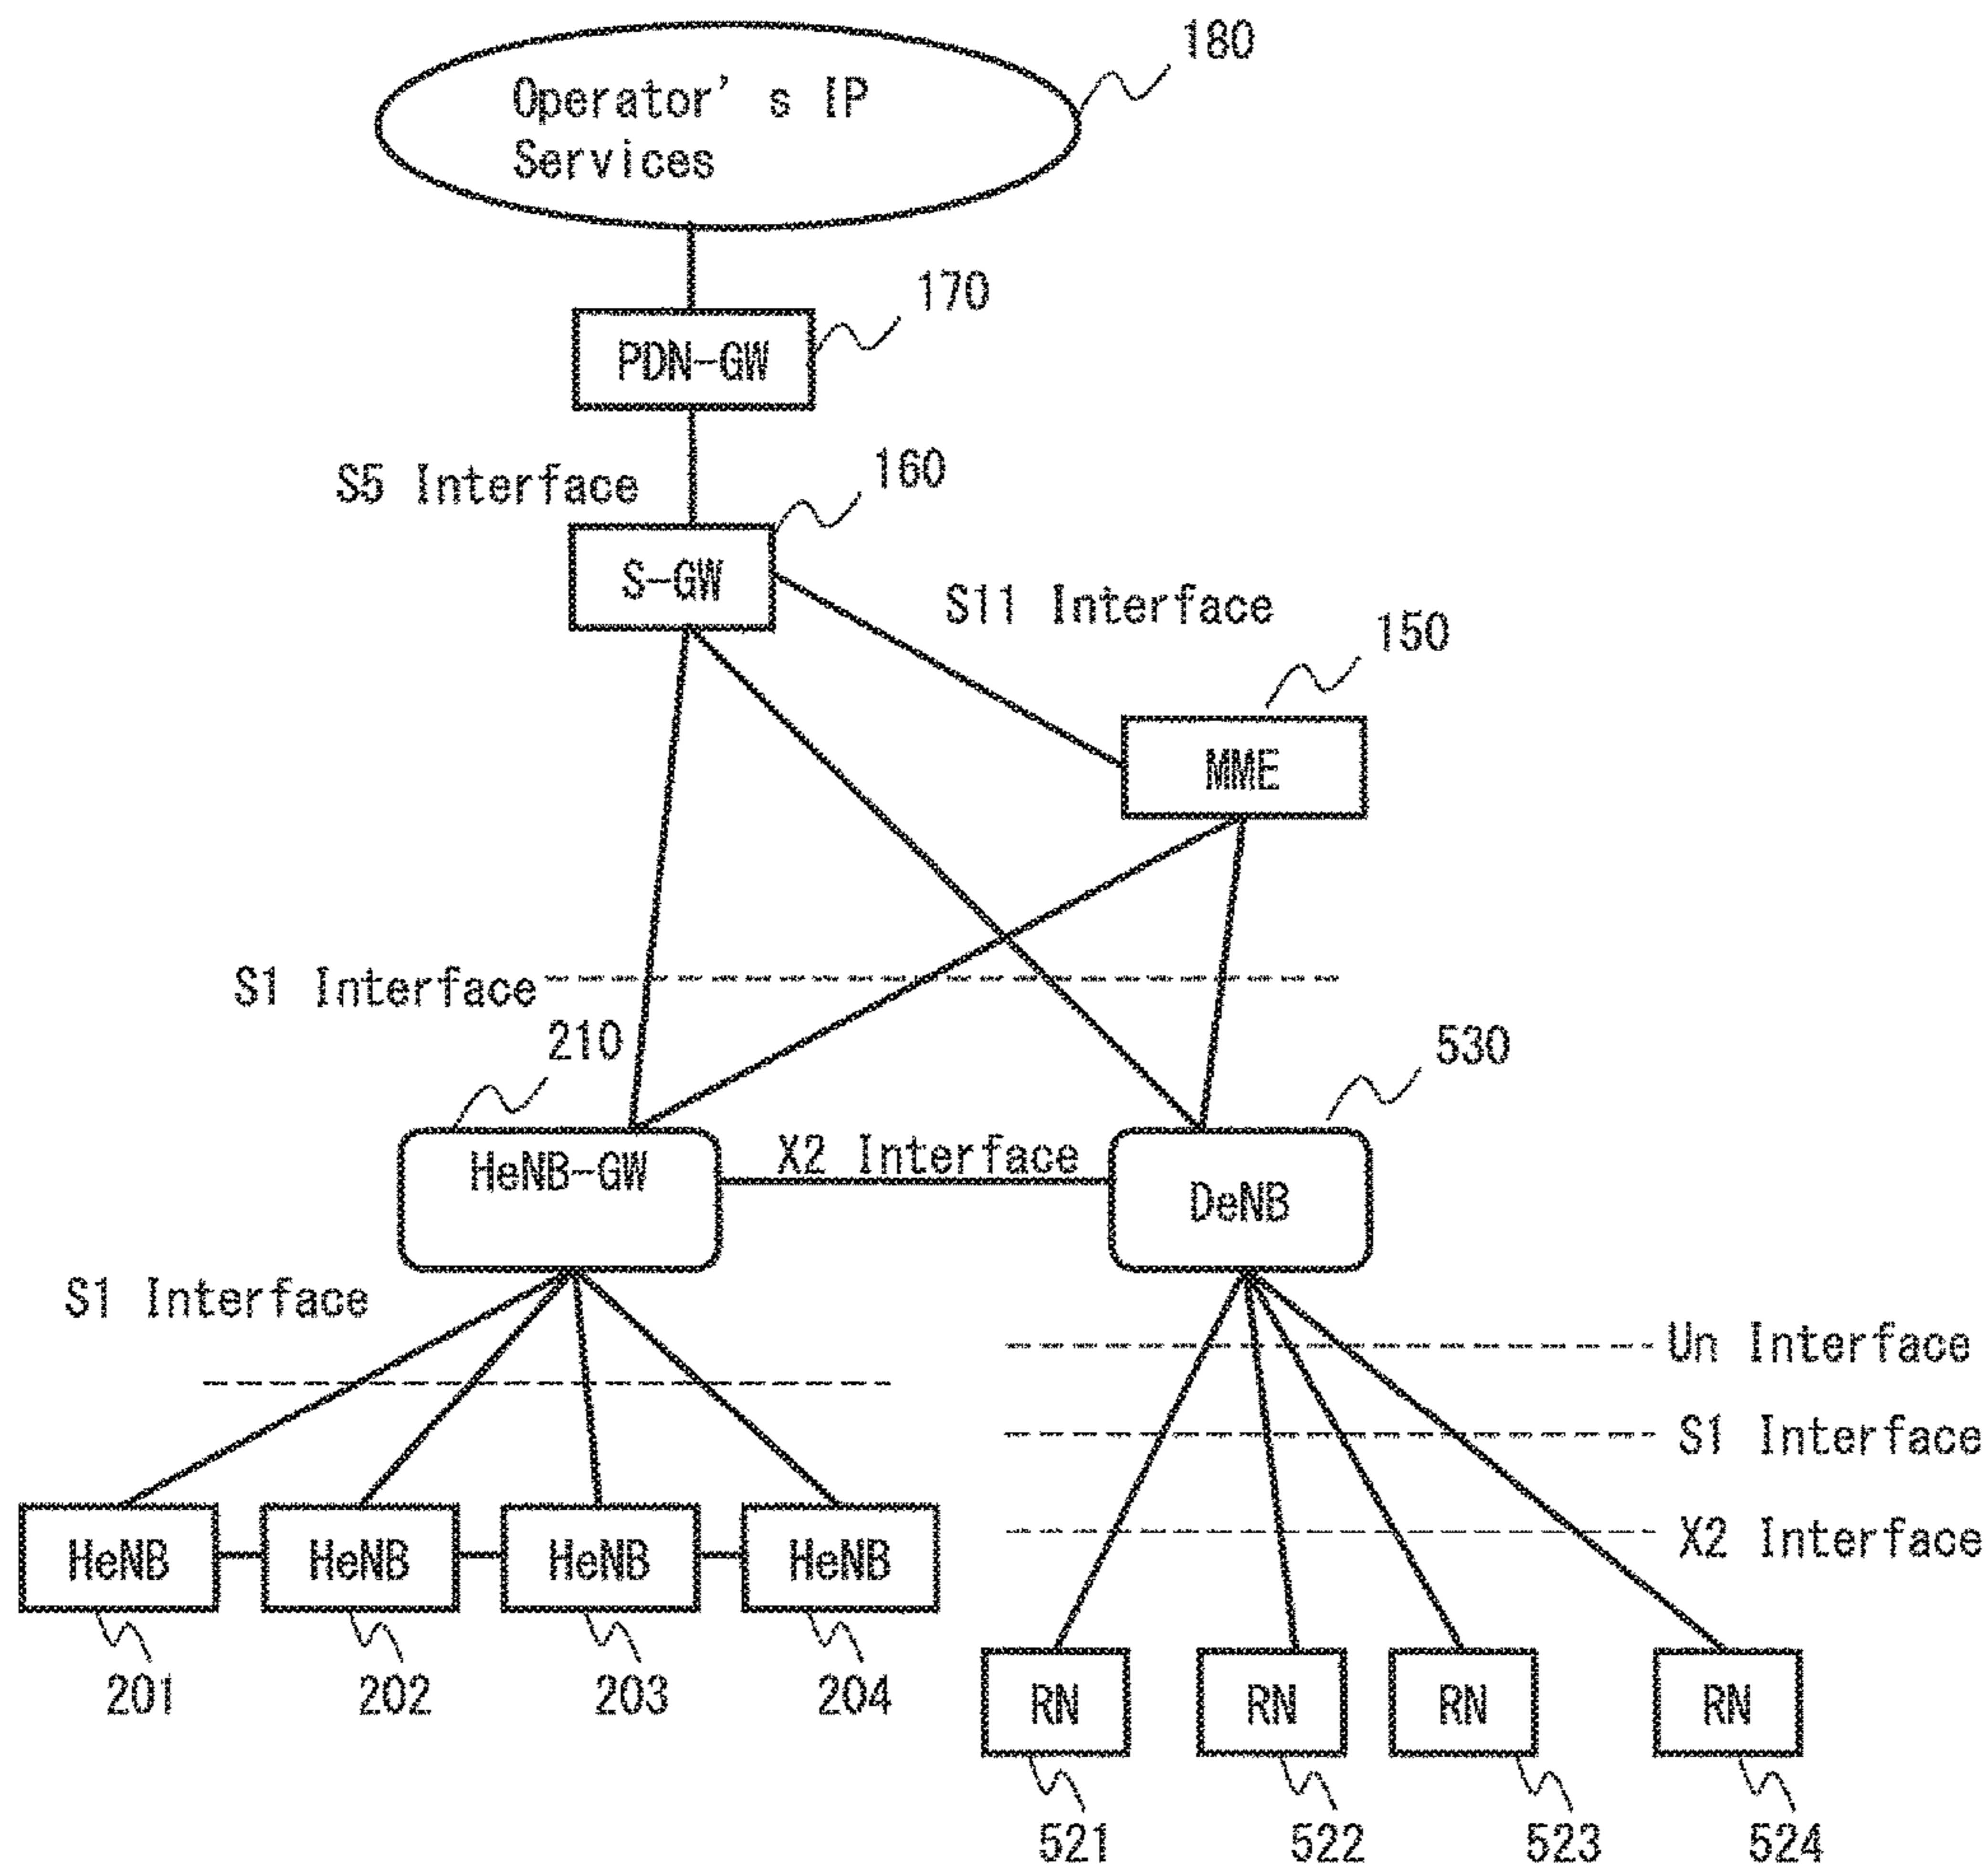 180
Operator's IP
Services
170
PDN-GW
S5 Interface
160
S-GW
S11 Interface
150
MME
S1 Interface
210
530
HeNB-GW
X2 Interface
DeNB
S1 Interface
Un Interface
S1 Interface
X2 Interface
HeNB
HeNB
HeNB
HeNB
201
202
203
204
RN
RN
RN
RN
521
522
523
524